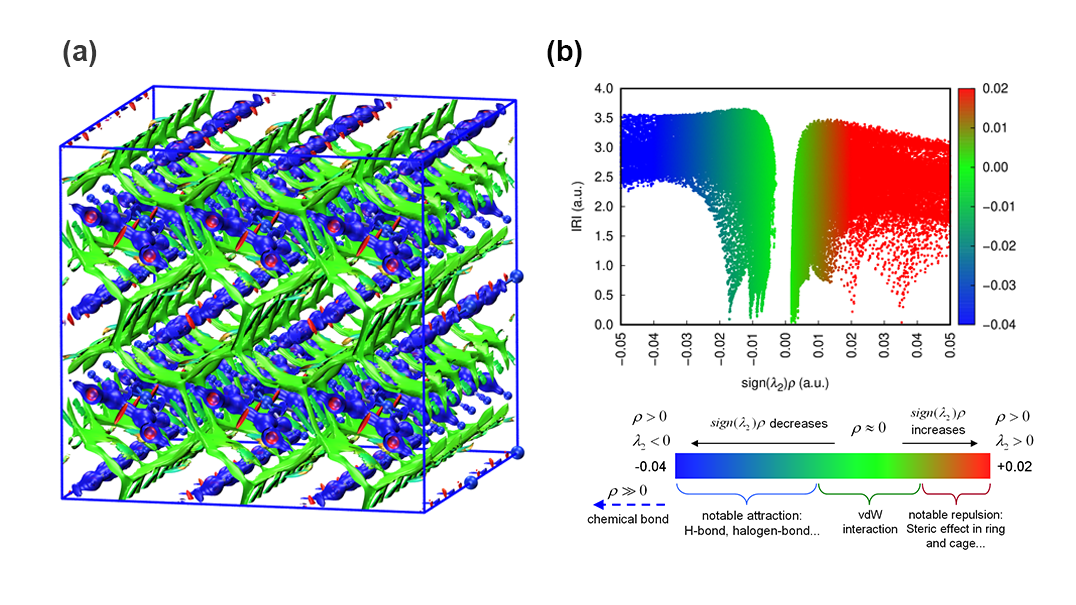 (a)
(b)
4.0
3.5
3.0
2.5
2.0
1.5
1.0
0.5
0.0
IRI (a.u.)
−0.05
−0.04
−0.03
−0.02
−0.01
0.00
0.01
0.02
0.03
0.04
0.05
sign(λ₂)ρ (a.u.)
0.02
0.01
0.00
−0.01
−0.02
−0.03
−0.04
ρ > 0
λ₂ < 0
-0.04
sign(λ₂)ρ decreases
ρ ≈ 0
sign(λ₂)ρ
increases
ρ > 0
λ₂ > 0
+0.02
ρ ≫ 0
chemical bond
notable attraction:
H-bond, halogen-bond...
vdW
interaction
notable repulsion:
Steric effect in ring
and cage...